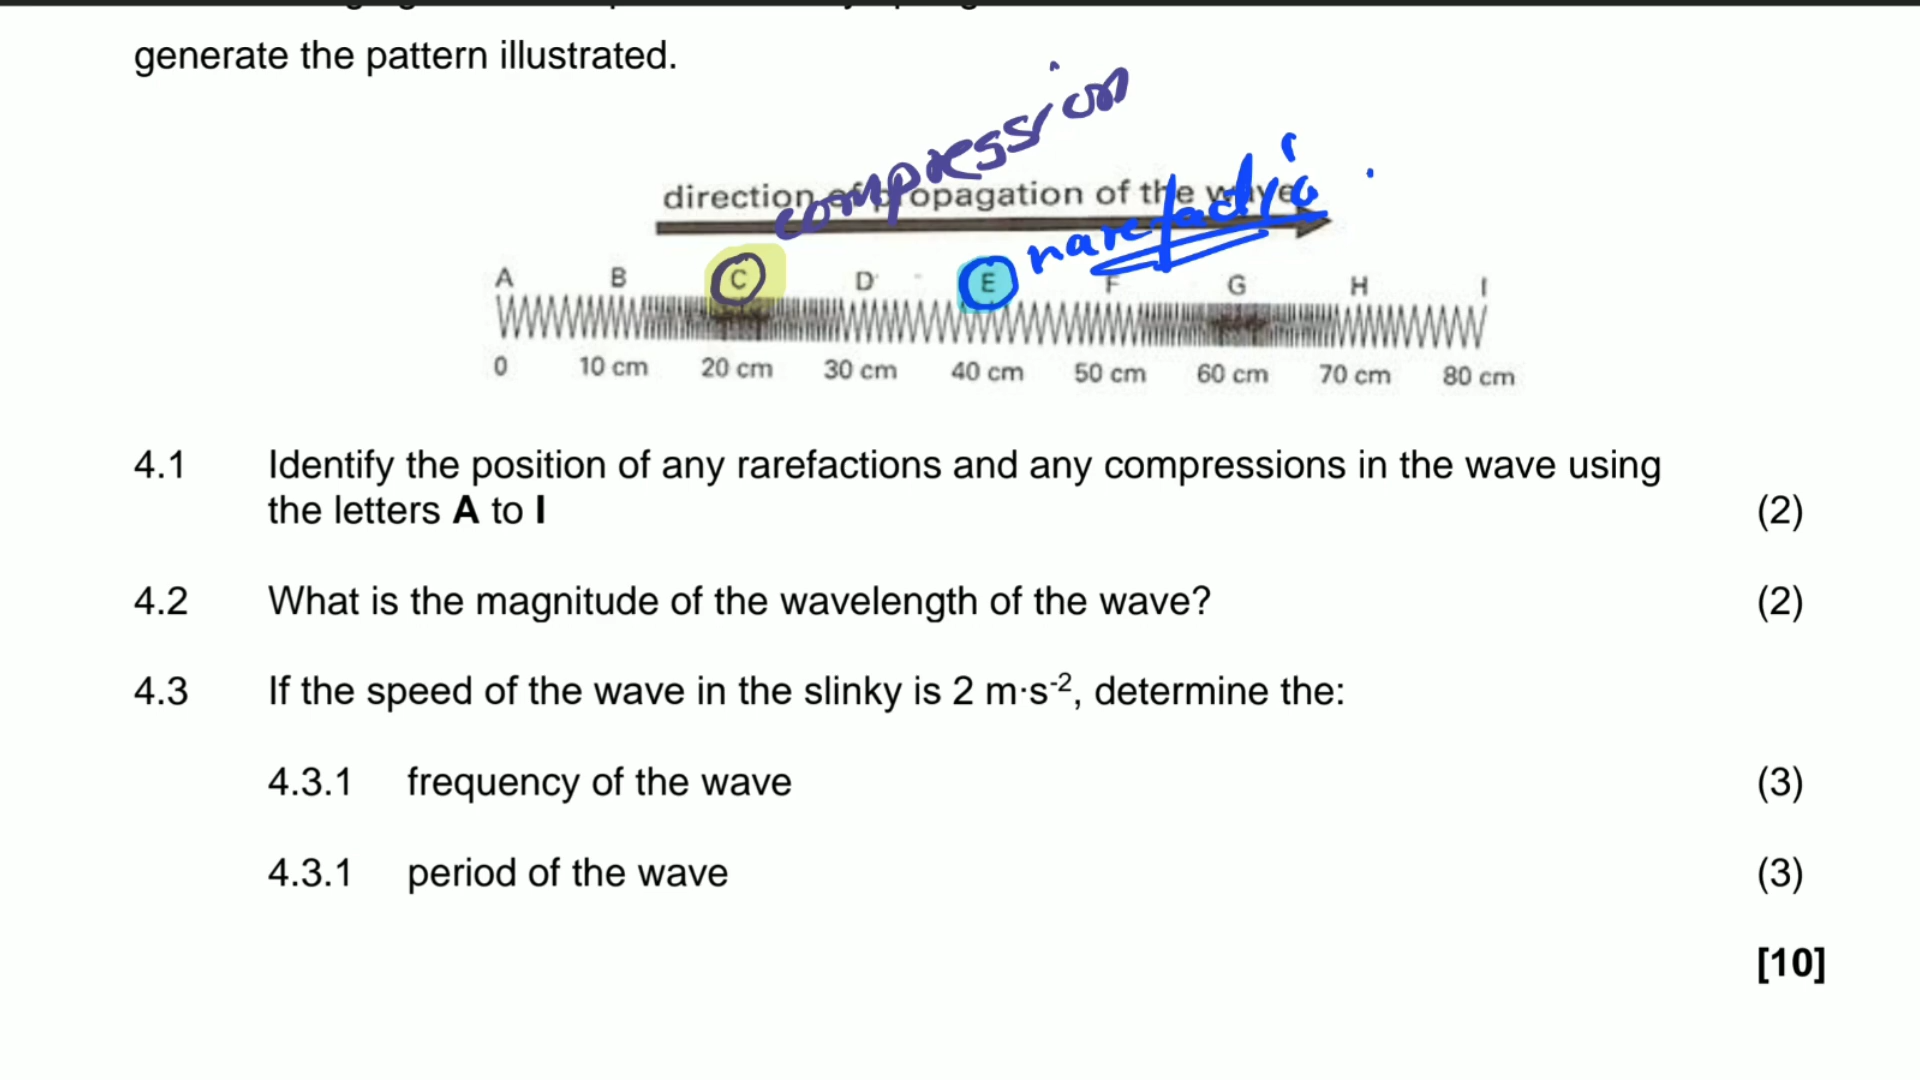 generate the pattern illustrated.
compression
direction of propagation of the wave
rarefactio
A B C D E F G H I
0 10 cm 20 cm 30 cm 40 cm 50 cm 60 cm 70 cm 80 cm
4.1 Identify the position of any rarefactions and any compressions in the wave using
the letters A to I (2)
4.2 What is the magnitude of the wavelength of the wave? (2)
4.3 If the speed of the wave in the slinky is 2 m·s⁻², determine the:
4.3.1 frequency of the wave (3)
4.3.1 period of the wave (3)
[10]